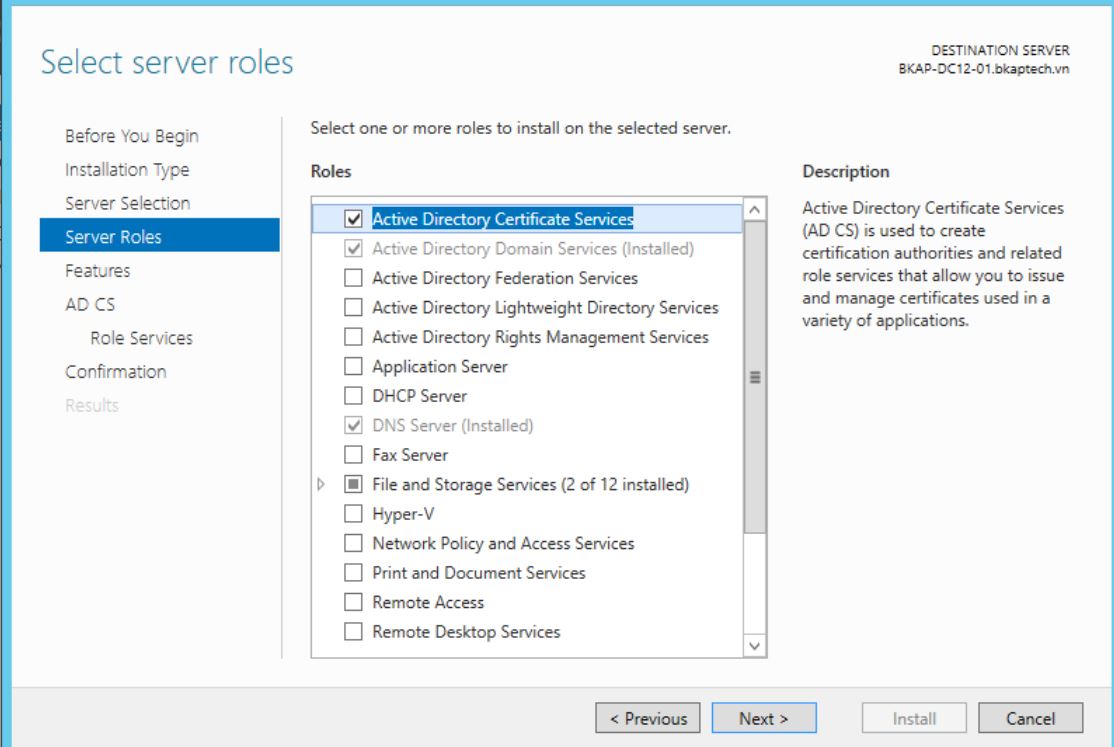 Select server roles
DESTINATION SERVER
BKAP-DC12-01.bkaptech.vn
Before You Begin
Installation Type
Server Selection
Server Roles
Features
AD CS
Role Services
Confirmation
Results
Select one or more roles to install on the selected server.
Roles
Active Directory Certificate Services
Active Directory Domain Services (Installed)
Active Directory Federation Services
Active Directory Lightweight Directory Services
Active Directory Rights Management Services
Application Server
DHCP Server
DNS Server (Installed)
Fax Server
File and Storage Services (2 of 12 installed)
Hyper-V
Network Policy and Access Services
Print and Document Services
Remote Access
Remote Desktop Services
Description
Active Directory Certificate Services
(AD CS) is used to create
certification authorities and related
role services that allow you to issue
and manage certificates used in a
variety of applications.
< Previous
Next >
Install
Cancel